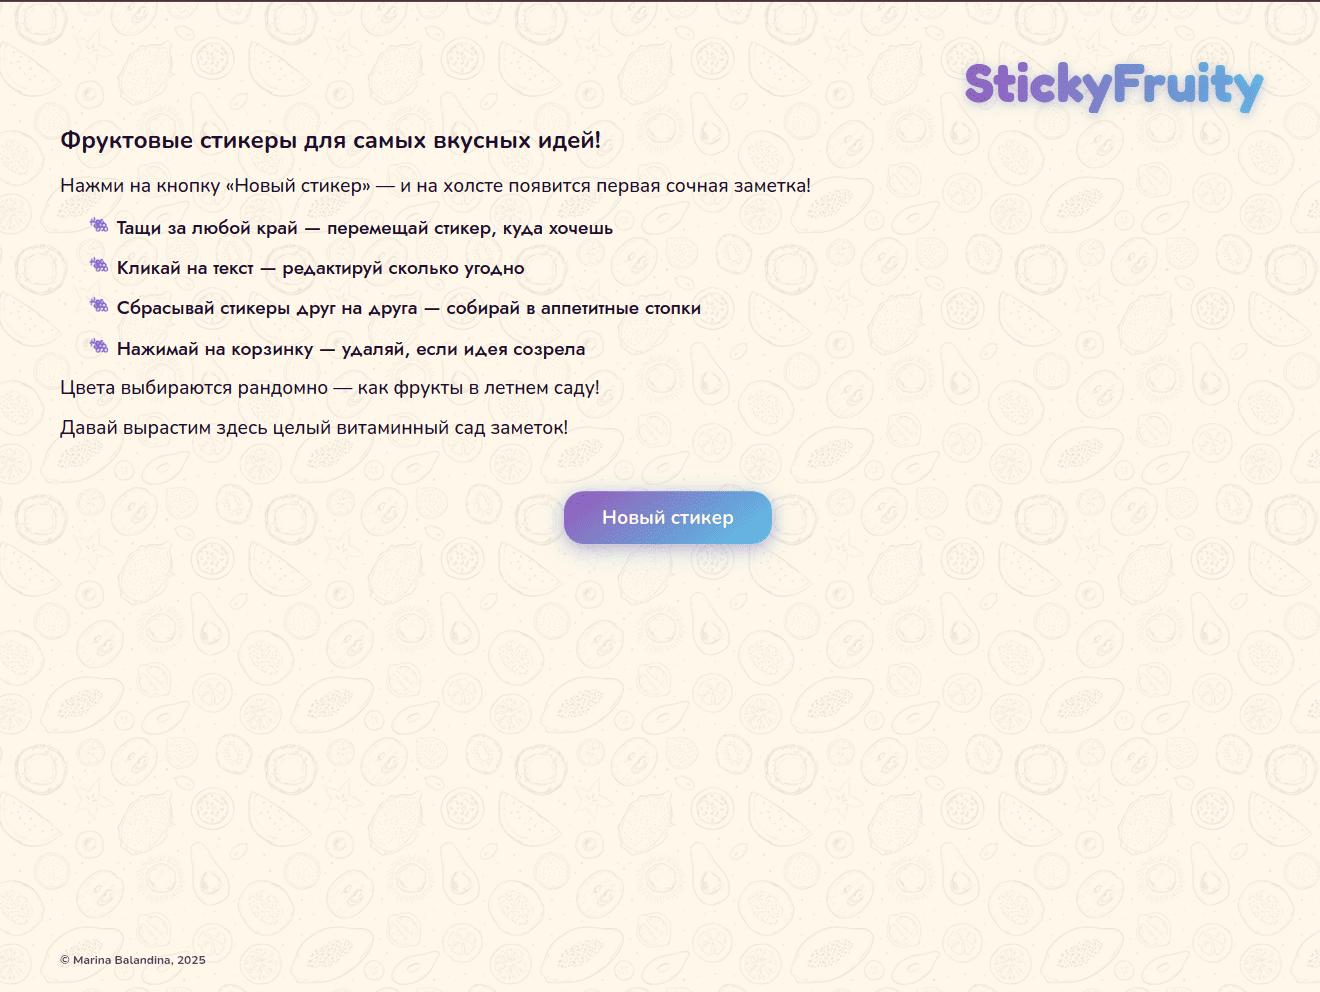 StickyFruity
Фруктовые стикеры для самых вкусных идей!
Нажми на кнопку «Новый стикер» — и на холсте появится первая сочная заметка!
Тащи за любой край — перемещай стикер, куда хочешь
Кликай на текст — редактируй сколько угодно
Сбрасывай стикеры друг на друга — собирай в аппетитные стопки
Нажимай на корзинку — удаляй, если идея созрела
Цвета выбираются рандомно — как фрукты в летнем саду!
Давай вырастим здесь целый витаминный сад заметок!
Новый стикер
© Marina Balandina, 2025